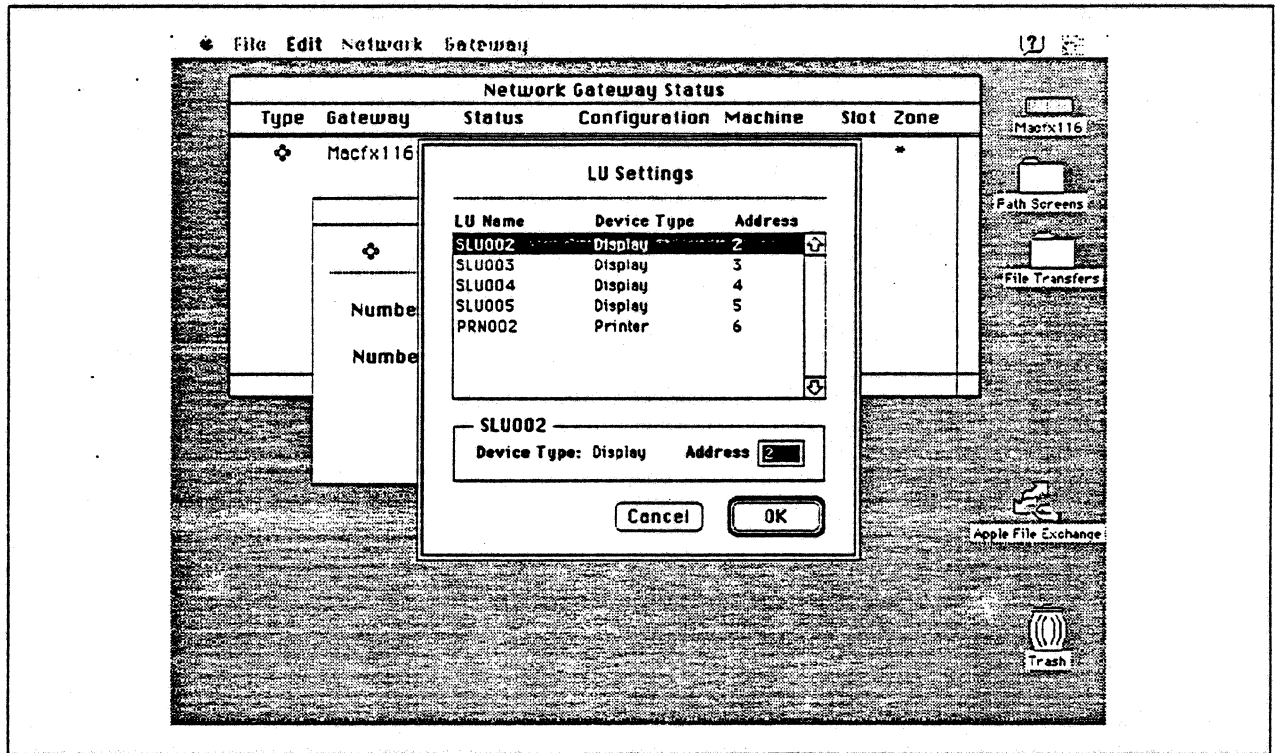 File Edit Network Gateway
Network Gateway Status
Type Gateway Status Configuration Machine Slot Zone
Macfx116 *
LU Settings
LU Name Device Type Address
SLU002 Display 2
SLU003 Display 3
SLU004 Display 4
SLU005 Display 5
PRN002 Printer 6
Numbe
Numbe
SLU002
Device Type: Display Address 2
Cancel OK
Macfx116
Path Screens
File Transfers
Apple File Exchange
Trash